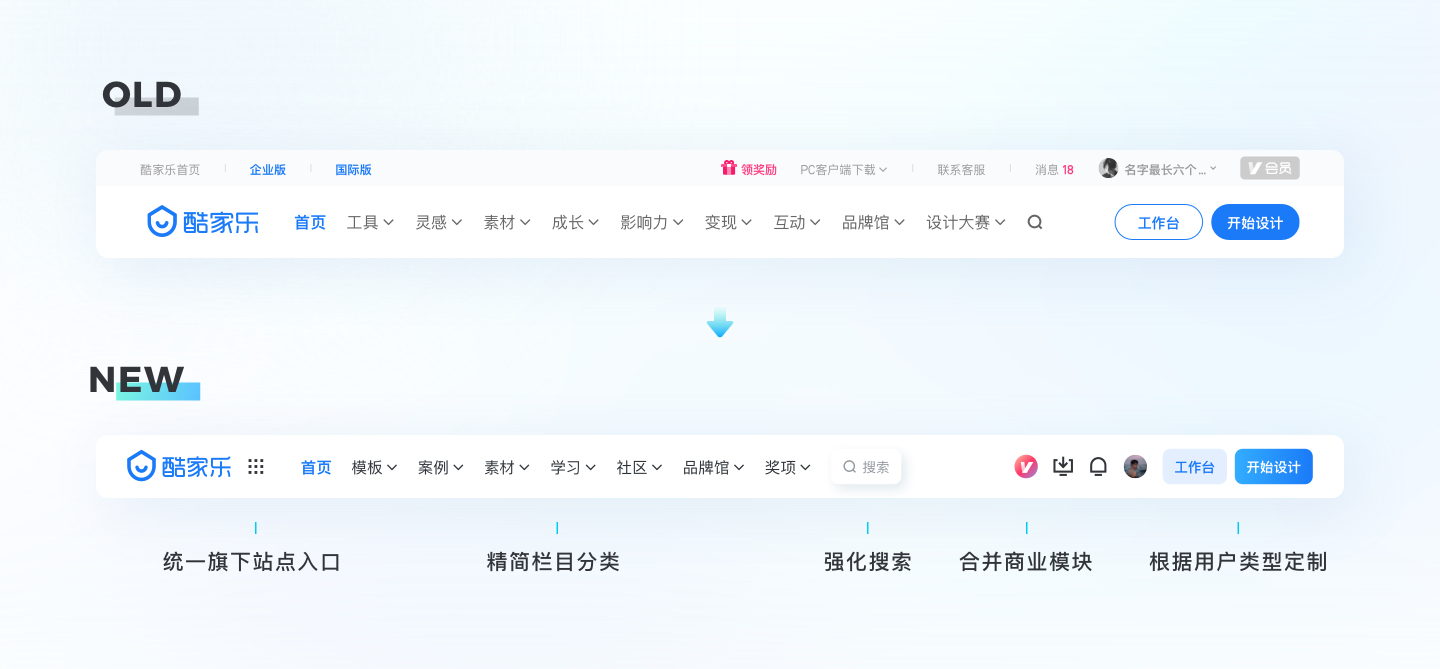 OLD
酷家乐首页 企业版 国际版 领奖励 PC客户端下载 联系客服 消息 18 名字最长六个... V会员
酷家乐 首页 工具 灵感 素材 成长 影响力 变现 互动 品牌馆 设计大赛 工作台 开始设计
NEW
酷家乐 首页 模板 案例 素材 学习 社区 品牌馆 奖项 搜索 V 工作台 开始设计
统一旗下站点入口 精简栏目分类 强化搜索 合并商业模块 根据用户类型定制